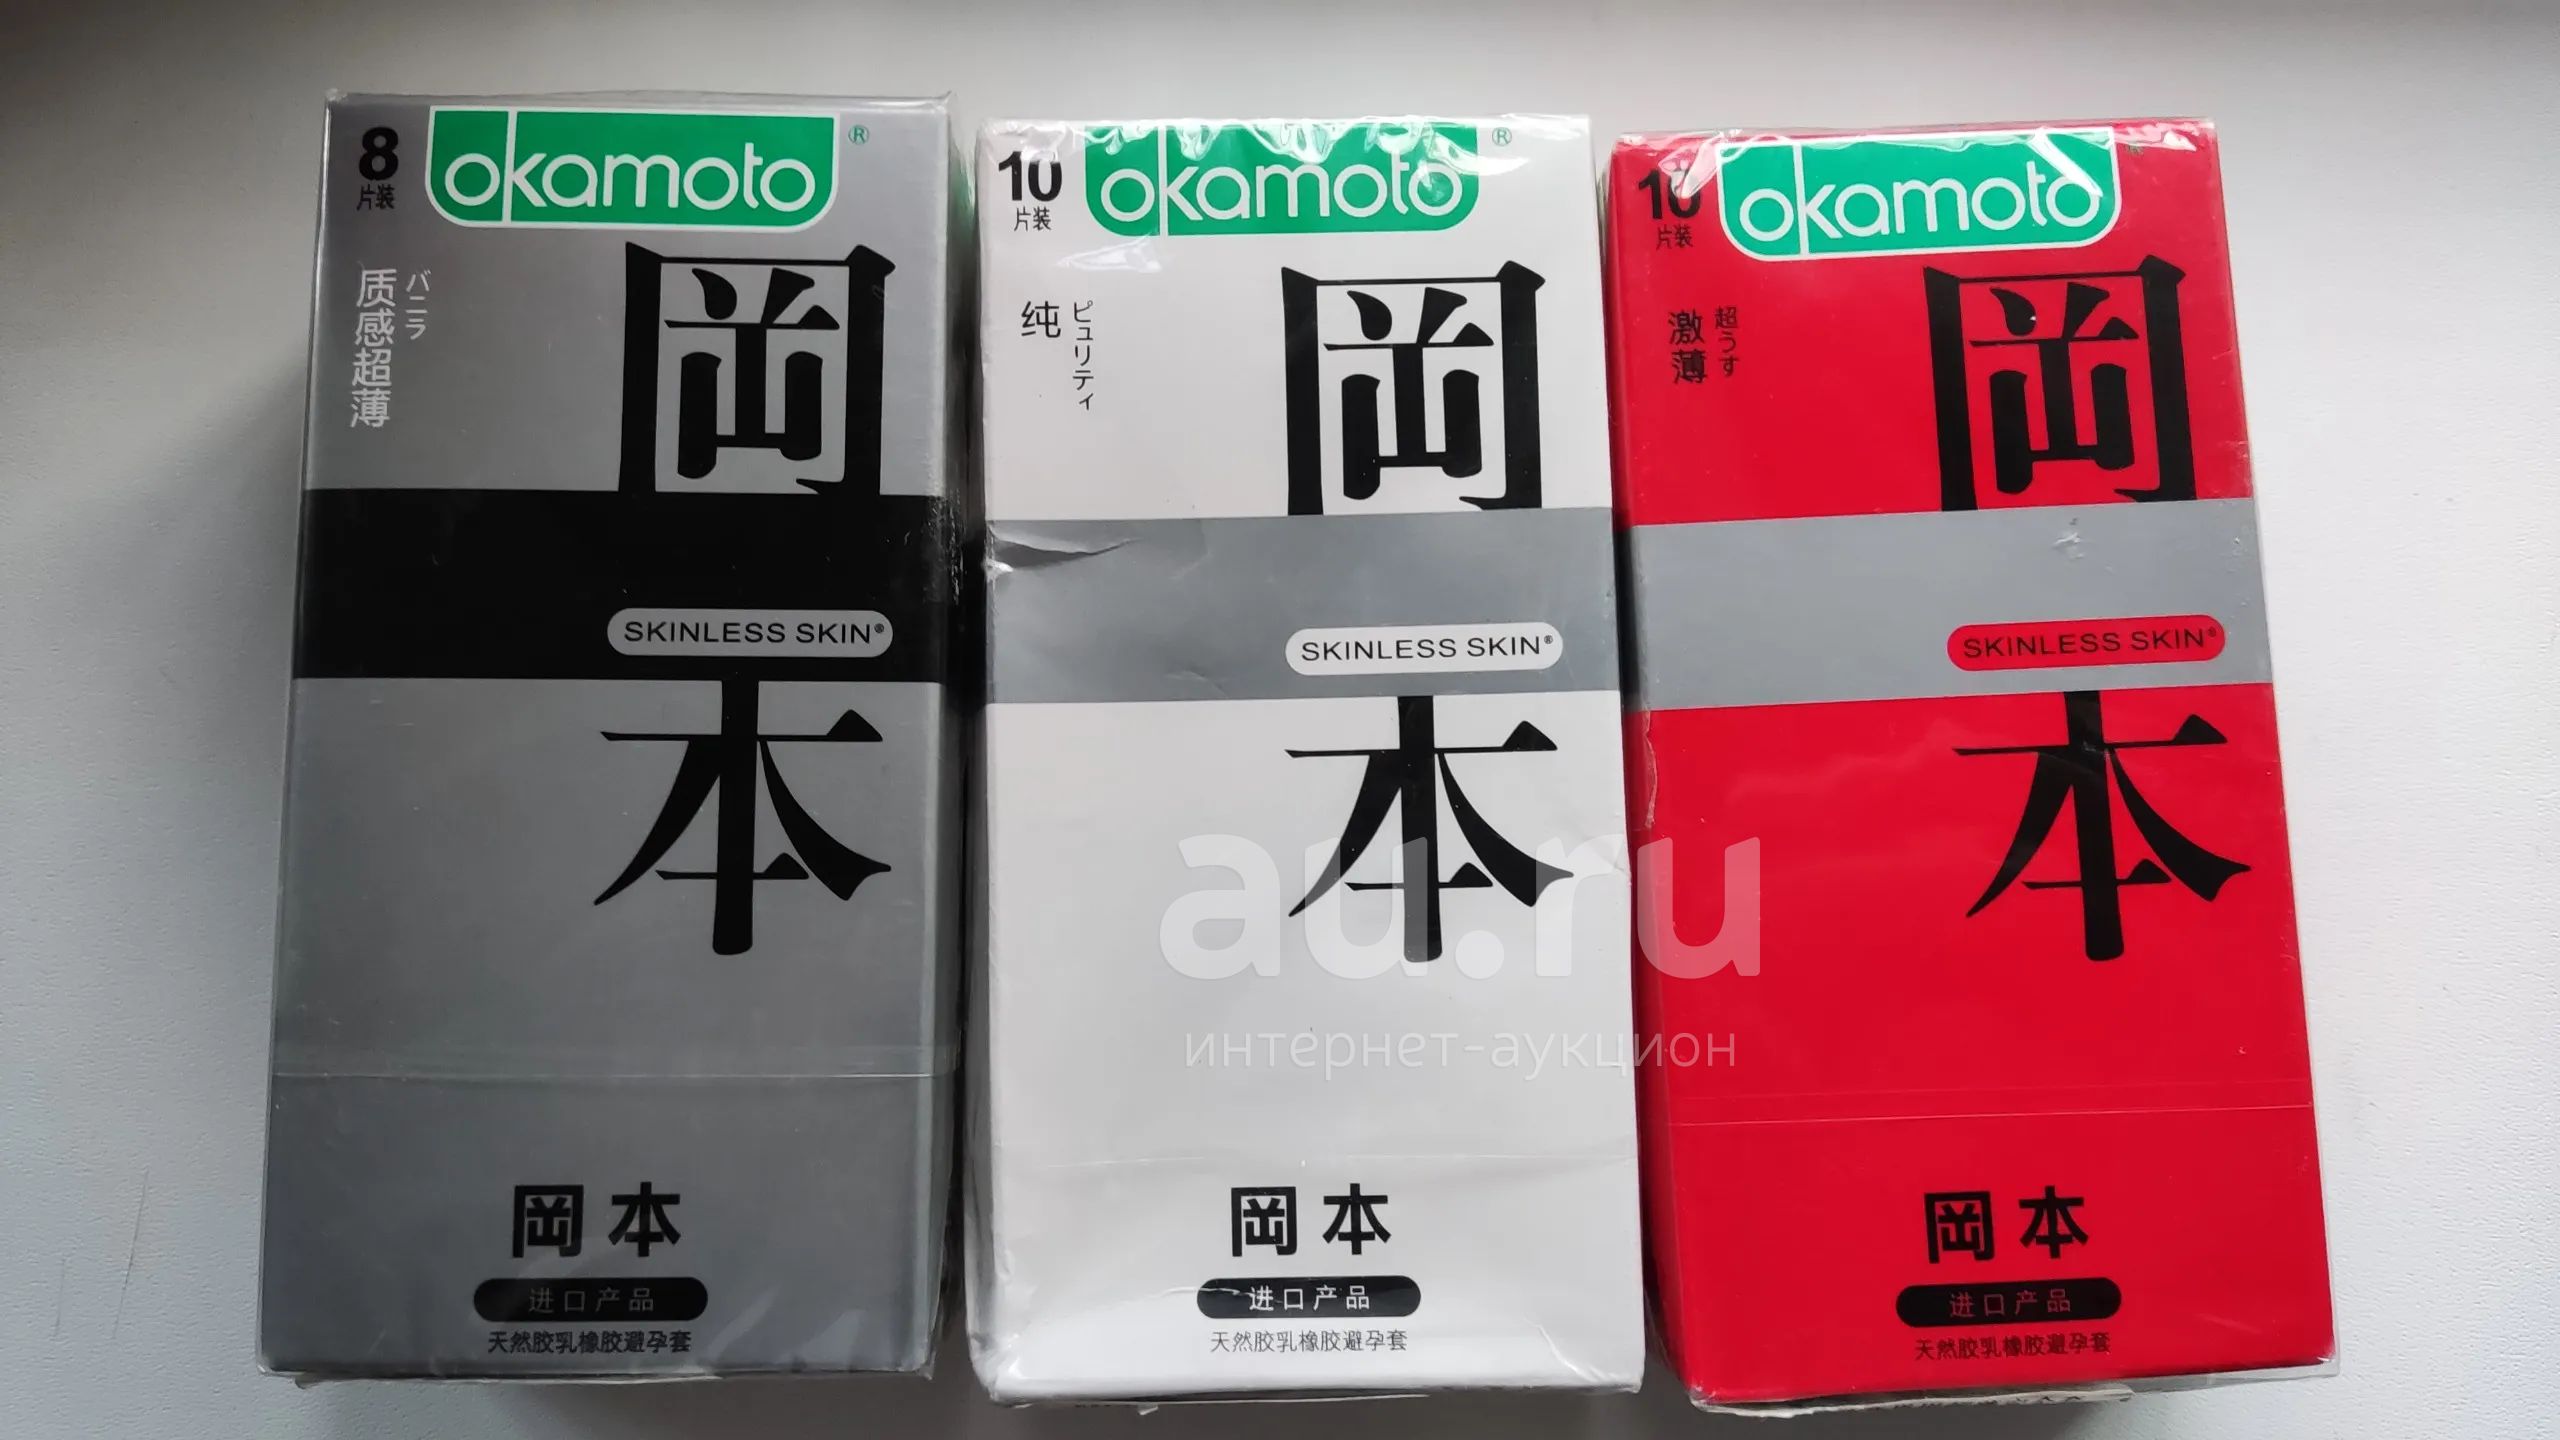 8
片装
okamoto®
质感超薄
バニラ
岡
SKINLESS SKIN®
本
岡本
进口产品
天然胶乳橡胶避孕套
10
片装
okamoto®
纯
ピュリティ
岡
SKINLESS SKIN®
本
岡本
进口产品
天然胶乳橡胶避孕套
10
片装
okamoto
激薄
超うす
岡
SKINLESS SKIN®
本
岡本
进口产品
天然胶乳橡胶避孕套
au.ru
интернет-аукцион